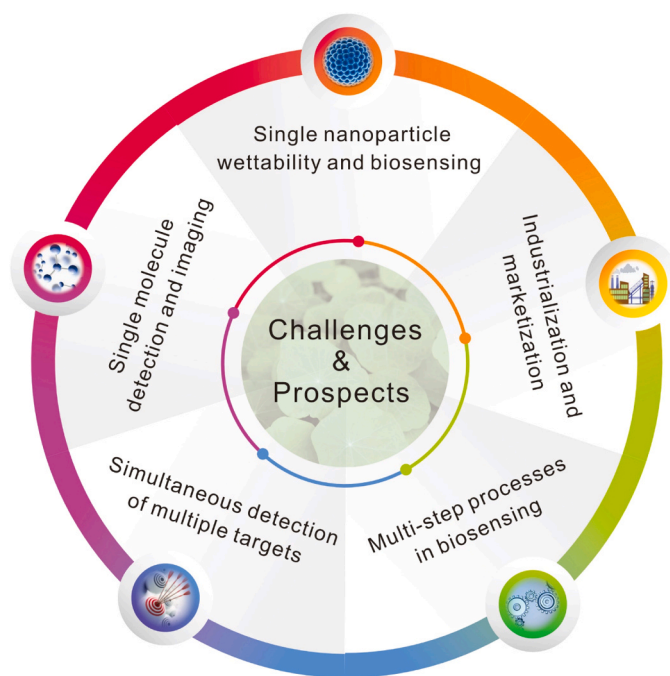 Single nanoparticle
wettability and biosensing
Industrialization and
marketization
Multi-step processes
in biosensing
Simultaneous detection
of multiple targets
Single molecule
detection and imaging
Challenges
&
Prospects